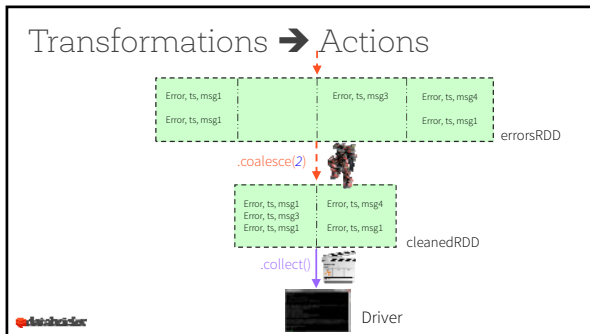 Transformations ➔ Actions
Error, ts, msg1
Error, ts, msg1
Error, ts, msg3
Error, ts, msg4
Error, ts, msg1
errorsRDD
.coalesce(2)
Error, ts, msg1
Error, ts, msg3
Error, ts, msg1
Error, ts, msg4
Error, ts, msg1
cleanedRDD
.collect()
Driver
databricks